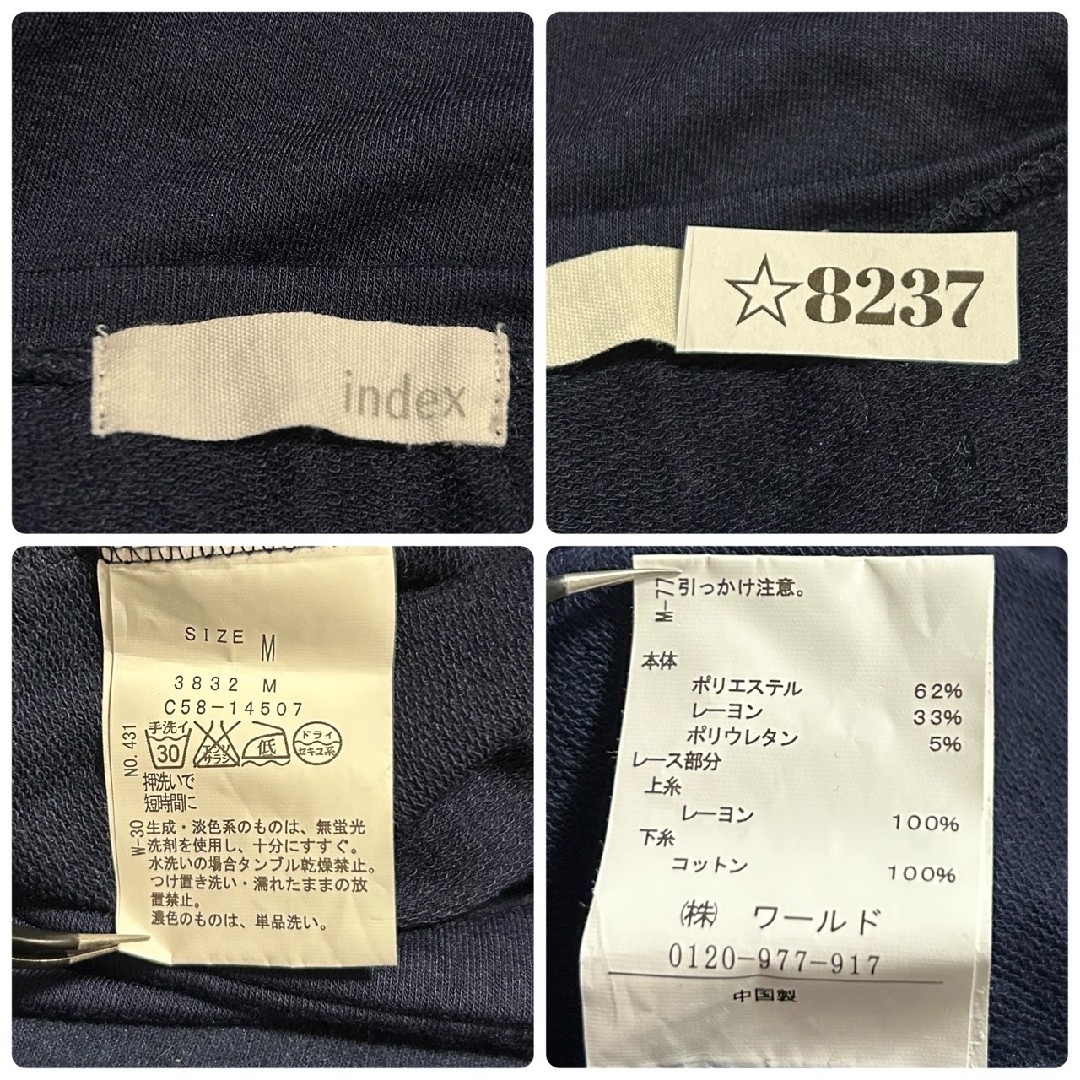 index
☆8237
SIZE M
3832 M
C58-14507
手洗イ
30
エンソ
サラシ
低
ドライ
セキユ系
NO. 431
押洗いで
短時間に
W-30
生成・淡色系のものは、無蛍光
洗剤を使用し、十分にすすぐ。
水洗いの場合タンブル乾燥禁止。
つけ置き洗い・濡れたままの放
置禁止。
濃色のものは、単品洗い。
M-77
引っかけ注意。
本体
ポリエステル 62%
レーヨン 33%
ポリウレタン 5%
レース部分
上糸
レーヨン 100%
下糸
コットン 100%
㈱ ワールド
0120-977-917
中国製